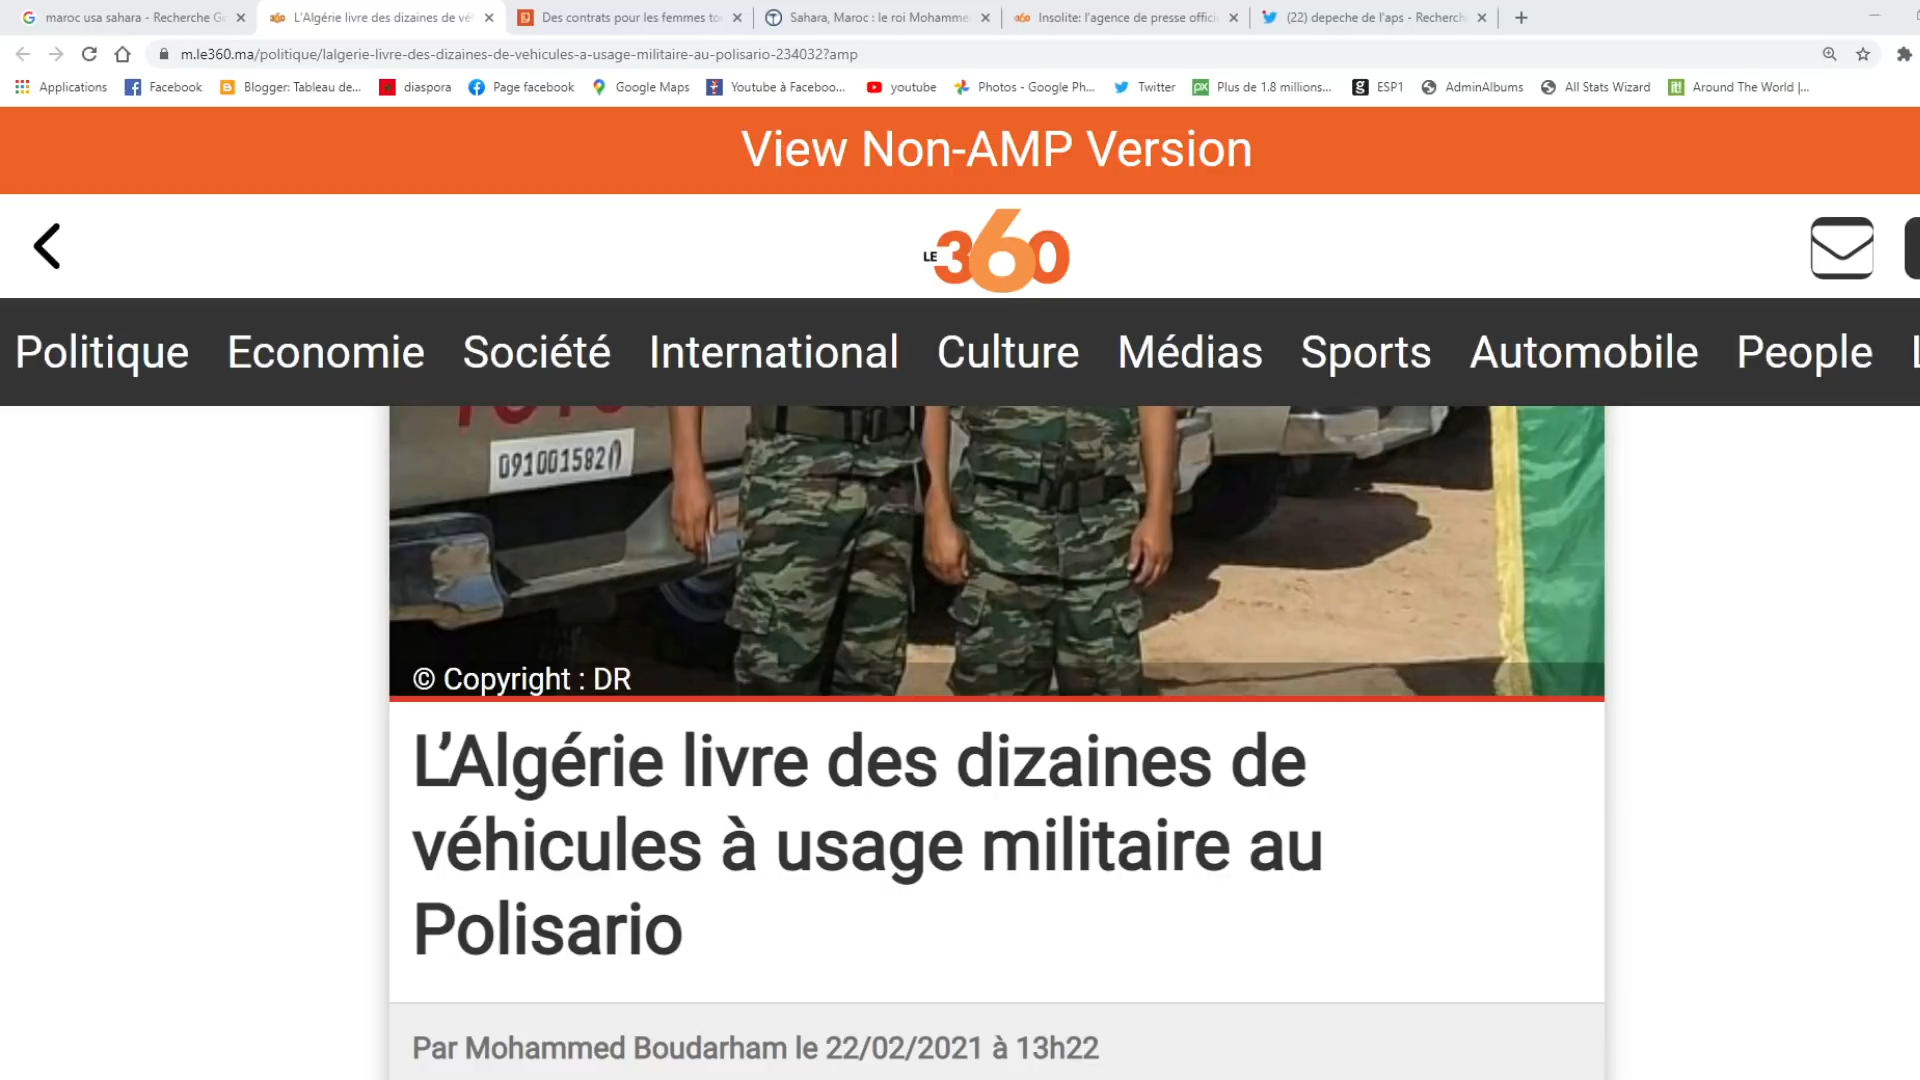 maroc usa sahara - Recherche G
L'Algérie livre des dizaines de vé
Des contrats pour les femmes to
Sahara, Maroc : le roi Mohamme
Insolite: l'agence de presse offici
(22) depeche de l'aps - Recherch
m.le360.ma/politique/lalgerie-livre-des-dizaines-de-vehicules-a-usage-militaire-au-polisario-234032?amp
Applications
Facebook
Blogger: Tableau de...
diaspora
Page facebook
Google Maps
Youtube à Faceboo...
youtube
Photos - Google Ph...
Twitter
Plus de 1.8 millions...
ESP1
AdminAlbums
All Stats Wizard
Around The World |...
View Non-AMP Version
LE 360
Politique Economie Société International Culture Médias Sports Automobile People
0910015820
© Copyright : DR
L'Algérie livre des dizaines de
véhicules à usage militaire au
Polisario
Par Mohammed Boudarham le 22/02/2021 à 13h22